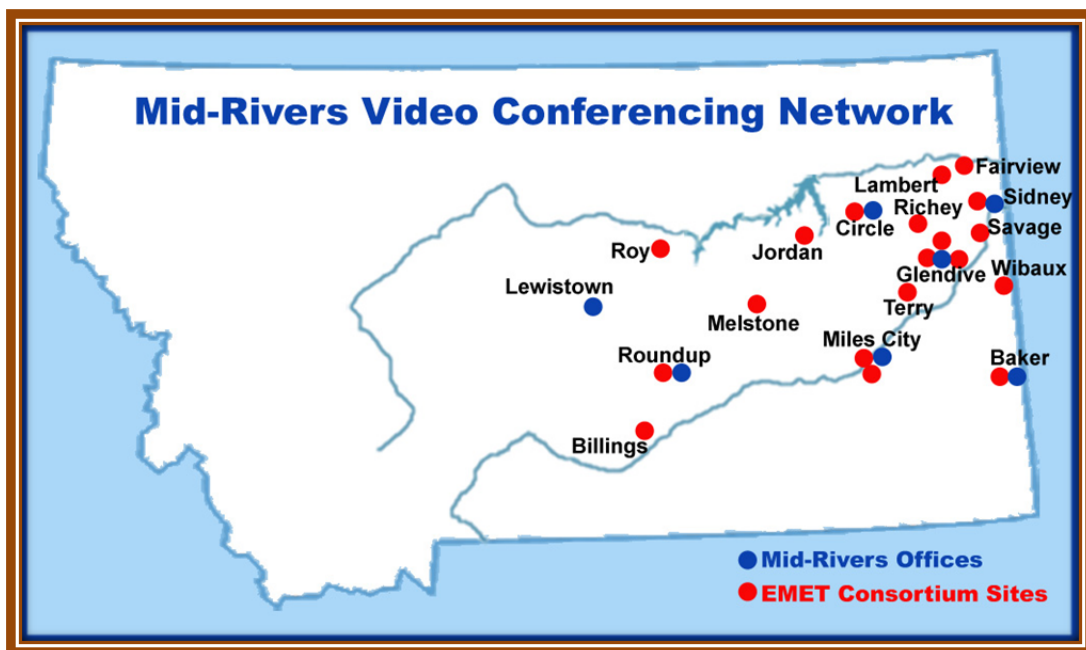 Mid-Rivers Video Conferencing Network
Fairview
Lambert
Sidney
Richey
Circle
Savage
Roy
Jordan
Glendive
Wibaux
Lewistown
Terry
Melstone
Miles City
Roundup
Baker
Billings
Mid-Rivers Offices
EMET Consortium Sites